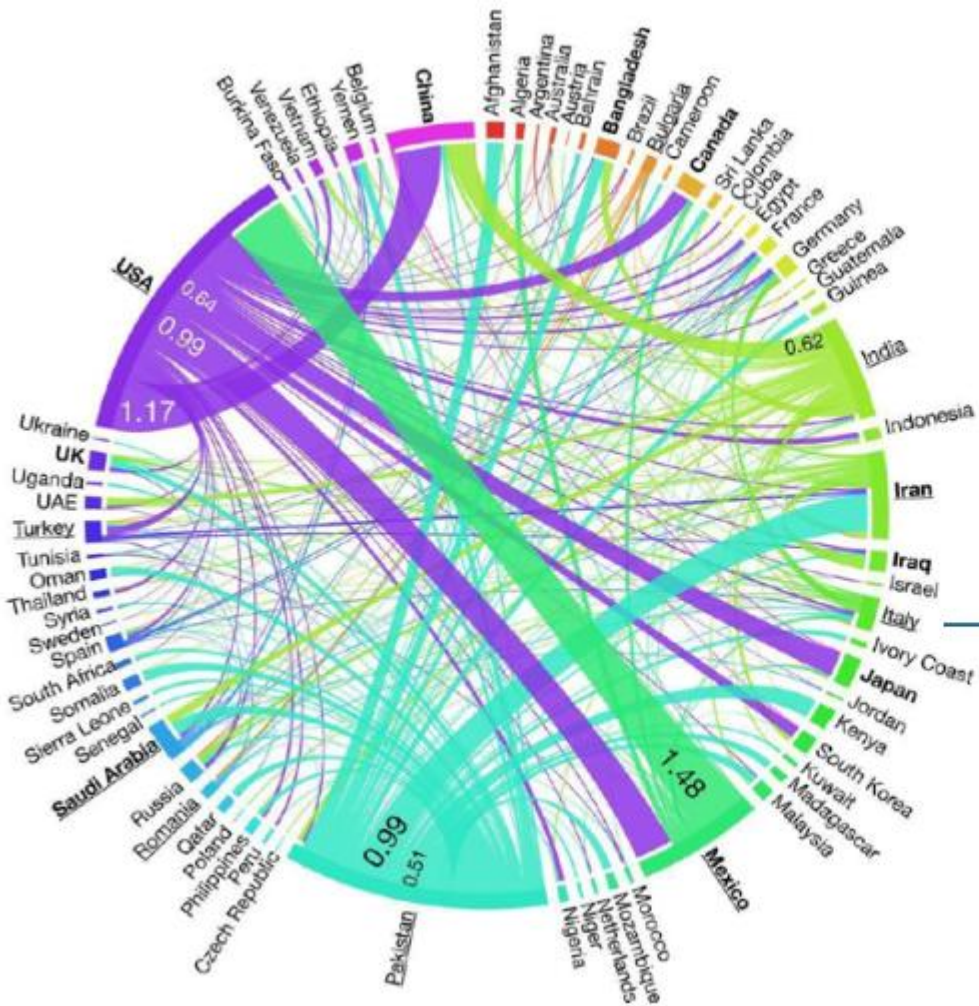 Afghanistan
Algeria
Argentina
Australia
Austria
Bahrain
Bangladesh
Brazil
Bulgaria
Cameroon
Canada
Sri Lanka
Colombia
Cuba
Egypt
France
Germany
Greece
Guatemala
Guinea
India
Indonesia
Iran
Iraq
Israel
Italy
Ivory Coast
Japan
Jordan
Kenya
South Korea
Kuwait
Madagascar
Malaysia
Mexico
Morocco
Mozambique
Netherlands
Niger
Nigeria
Pakistan
Czech Republic
Peru
Philippines
Poland
Qatar
Romania
Russia
Saudi Arabia
Senegal
Sierra Leone
Somalia
South Africa
Spain
Sweden
Syria
Thailand
Oman
Tunisia
Turkey
UAE
Uganda
UK
Ukraine
USA
Burkina Faso
Venezuela
Vietnam
Ethiopia
Yemen
Belgium
China
0.64
0.99
1.17
0.62
1.48
0.99
0.51